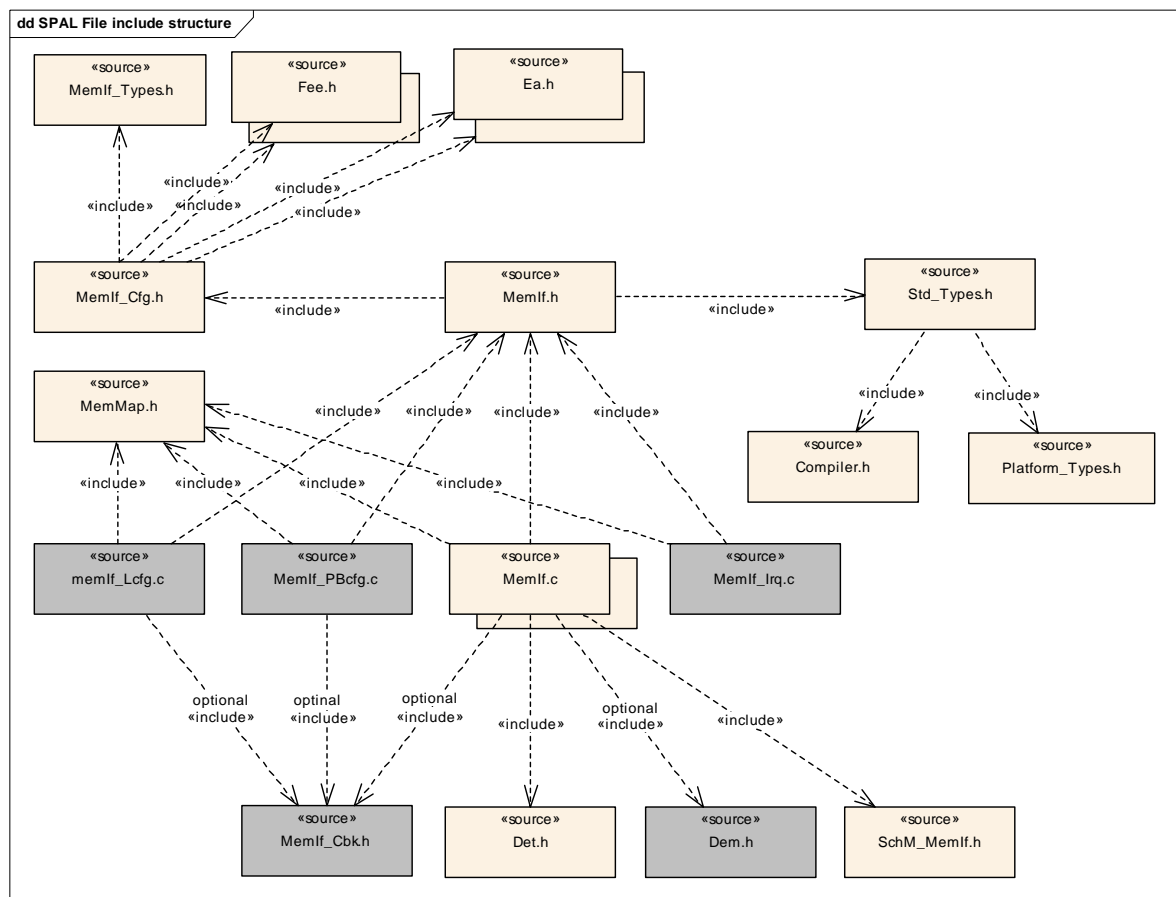 dd SPAL File include structure
«source»
MemIf_Types.h
«source»
Fee.h
«source»
Ea.h
«include»
«include»
«include»
«include»
«include»
«source»
MemIf_Cfg.h
«source»
MemIf.h
«source»
Std_Types.h
«include»
«include»
«source»
MemMap.h
«include»
«include»
«include»
«include»
«include»
«include»
«source»
Compiler.h
«source»
Platform_Types.h
«include»
«include»
«include»
«include»
«source»
memIf_Lcfg.c
«source»
MemIf_PBcfg.c
«source»
MemIf.c
«source»
MemIf_Irq.c
optional
«include»
optinal
«include»
optional
«include»
«include»
optional
«include»
«include»
«source»
MemIf_Cbk.h
«source»
Det.h
«source»
Dem.h
«source»
SchM_MemIf.h